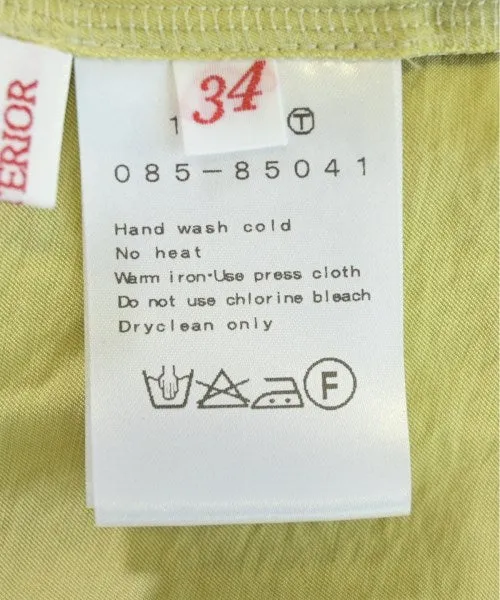 34
1 Ⓣ
TERIOR
085-85041
Hand wash cold
No heat
Warm iron·Use press cloth
Do not use chlorine bleach
Dryclean only
F